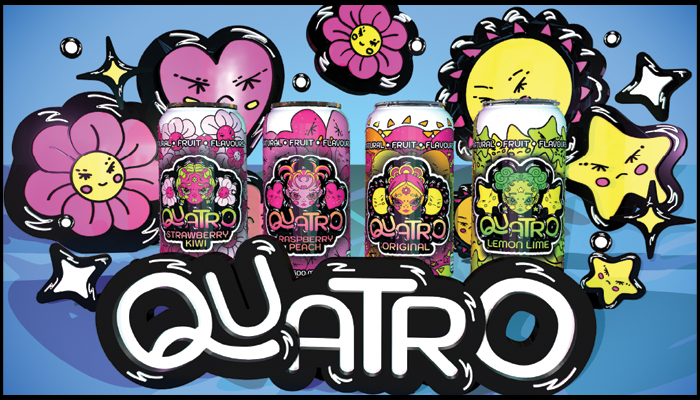 NATURAL • FRUIT • FLAVOURS
QUATRO
STRAWBERRY
KIWI
NATURAL • FRUIT • FLAVOURS
QUATRO
RASPBERRY
PEACH
NATURAL • FRUIT • FLAVOURS
QUATRO
ORIGINAL
NATURAL • FRUIT • FLAVOURS
QUATRO
LEMON LIME
QUATRO